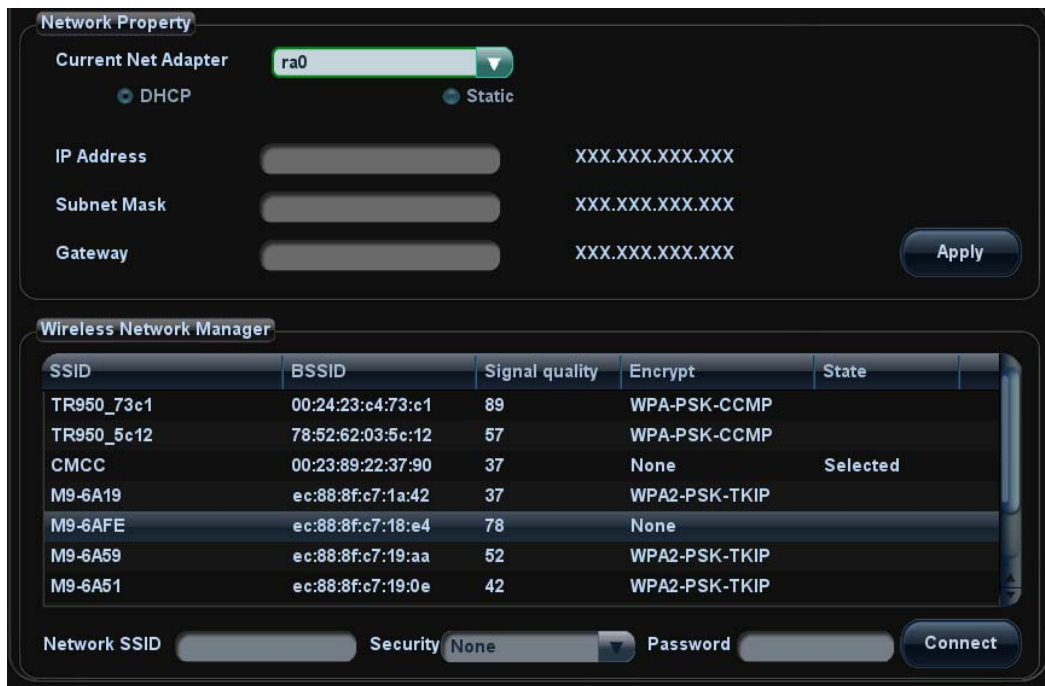 Network Property
Current Net Adapter ra0
DHCP Static
IP Address XXX.XXX.XXX.XXX
Subnet Mask XXX.XXX.XXX.XXX
Gateway XXX.XXX.XXX.XXX Apply
Wireless Network Manager
SSID BSSID Signal quality Encrypt State
TR950_73c1 00:24:23:c4:73:c1 89 WPA-PSK-CCMP
TR950_5c12 78:52:62:03:5c:12 57 WPA-PSK-CCMP
CMCC 00:23:89:22:37:90 37 None Selected
M9-6A19 ec:88:8f:c7:1a:42 37 WPA2-PSK-TKIP
M9-6AFE ec:88:8f:c7:18:e4 78 None
M9-6A59 ec:88:8f:c7:19:aa 52 WPA2-PSK-TKIP
M9-6A51 ec:88:8f:c7:19:0e 42 WPA2-PSK-TKIP
Network SSID Security None Password Connect